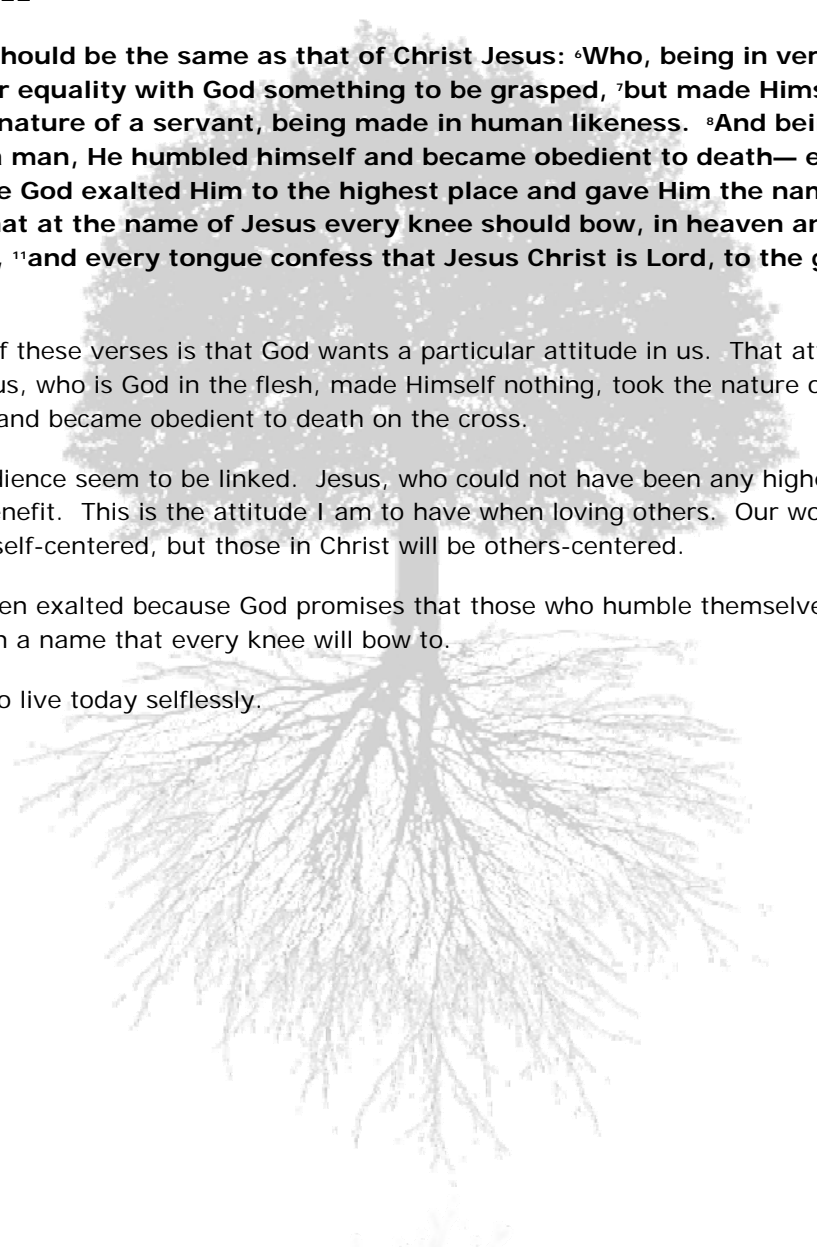 hould be the same as that of Christ Jesus: ⁶Who, being in ver
r equality with God something to be grasped, ⁷but made Hims
nature of a servant, being made in human likeness. ⁸And bei
man, He humbled himself and became obedient to death— e
e God exalted Him to the highest place and gave Him the nam
at at the name of Jesus every knee should bow, in heaven an
, ¹¹and every tongue confess that Jesus Christ is Lord, to the g
f these verses is that God wants a particular attitude in us. That at
us, who is God in the flesh, made Himself nothing, took the nature o
and became obedient to death on the cross.
dience seem to be linked. Jesus, who could not have been any highe
enefit. This is the attitude I am to have when loving others. Our wo
self-centered, but those in Christ will be others-centered.
en exalted because God promises that those who humble themselve
n a name that every knee will bow to.
o live today selflessly.